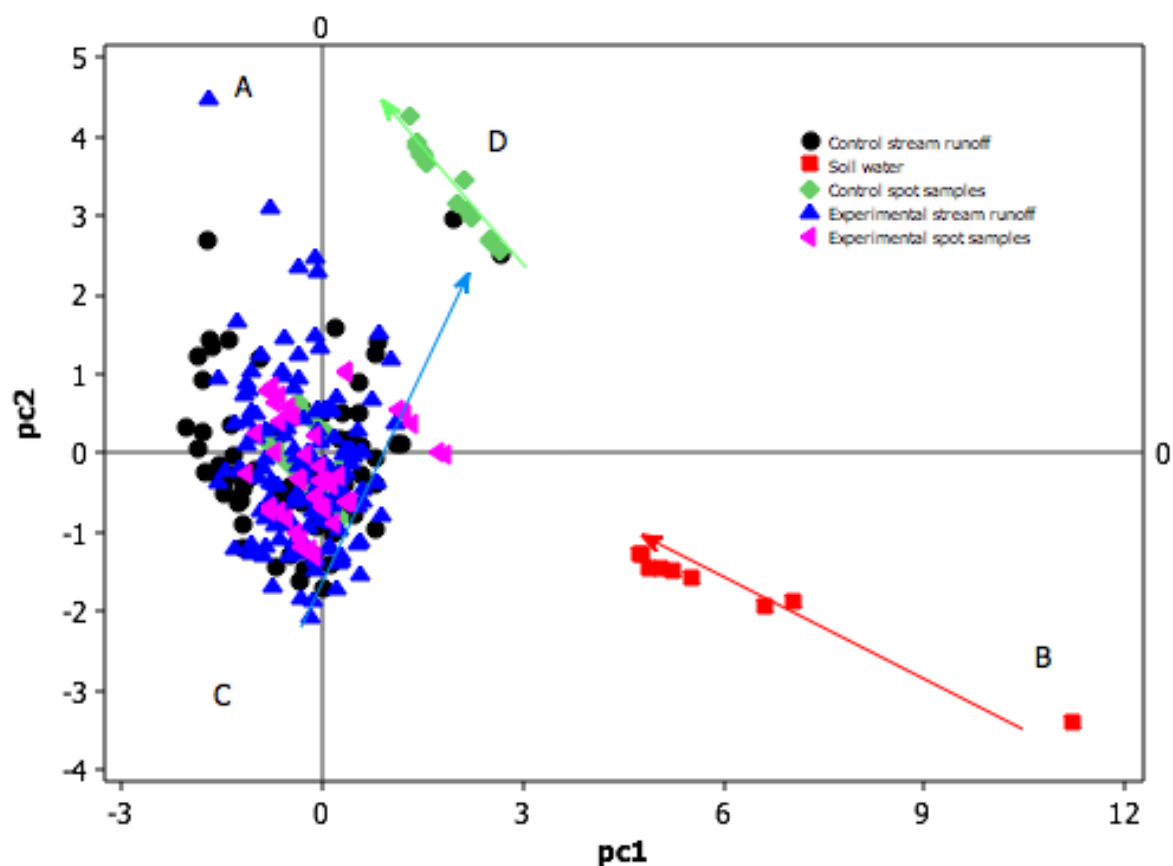 0
5
A
4
D
Control stream runoff
Soil water
Control spot samples
Experimental stream runoff
Experimental spot samples
3
2
1
pc2
0
0
-1
-2
B
-3
C
-4
-3
0
3
6
9
12
pc1